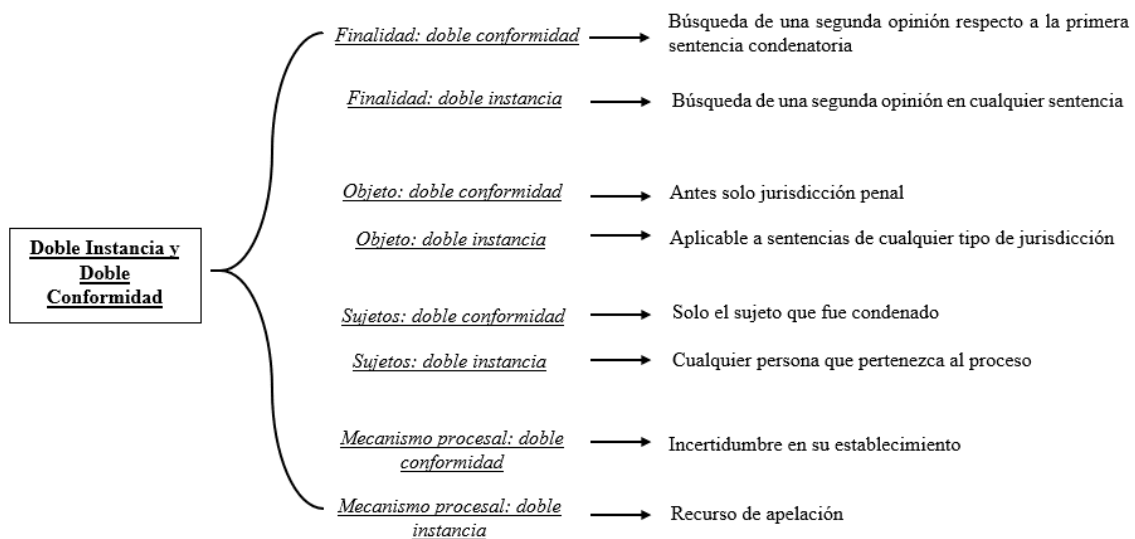 Finalidad: doble conformidad
Búsqueda de una segunda opinión respecto a la primera
sentencia condenatoria
Finalidad: doble instancia
Búsqueda de una segunda opinión en cualquier sentencia
Objeto: doble conformidad
Antes solo jurisdicción penal
Doble Instancia y
Doble
Conformidad
Objeto: doble instancia
Aplicable a sentencias de cualquier tipo de jurisdicción
Sujetos: doble conformidad
Solo el sujeto que fue condenado
Sujetos: doble instancia
Cualquier persona que pertenezca al proceso
Mecanismo procesal: doble
conformidad
Incertidumbre en su establecimiento
Mecanismo procesal: doble
instancia
Recurso de apelación